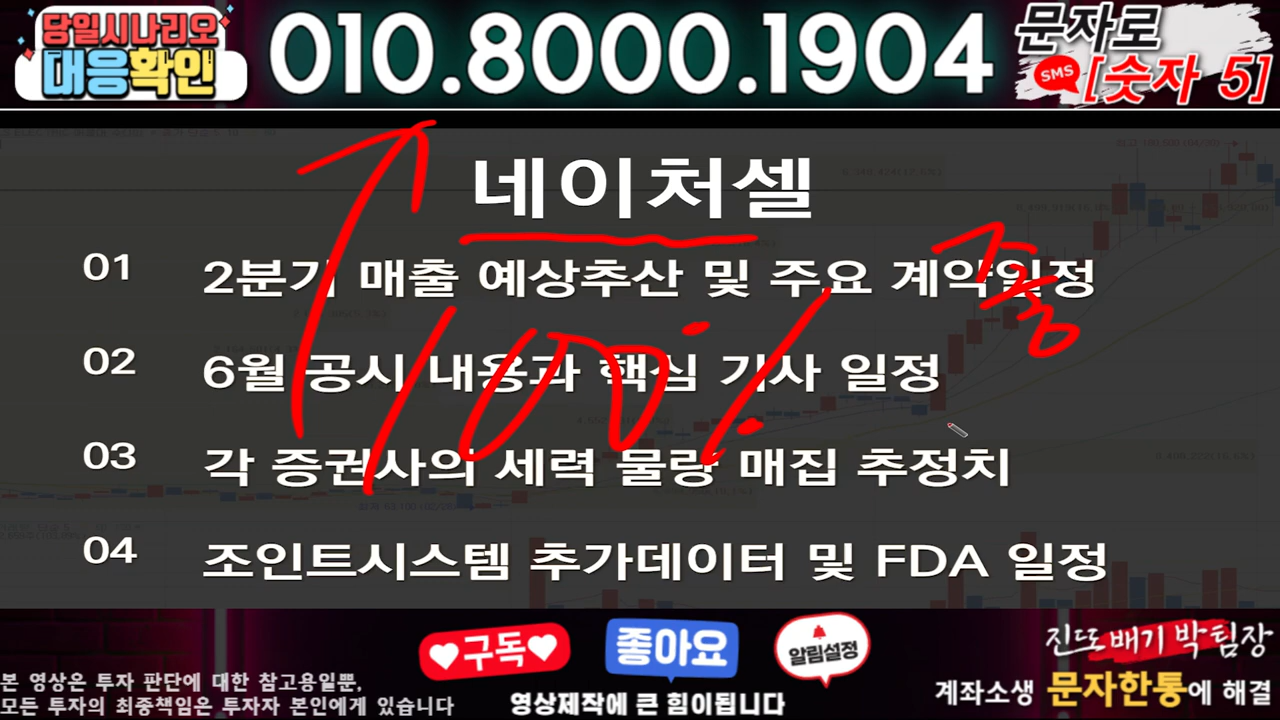 당일시나리오
대응확인
010.8000.1904
문자로
SMS [숫자 5]
네이처셀
01 2분기 매출 예상추산 및 주요 계약일정
100%
02 6월 공시 내용과 핵심 기사 일정
03 각 증권사의 세력 물량 매집 추정치
04 조인트시스템 추가데이터 및 FDA 일정
구독
좋아요
알림설정
진또배기 박팀장
본 영상은 투자 판단에 대한 참고용일뿐,
모든 투자의 최종책임은 투자자 본인에게 있습니다
영상제작에 큰 힘이됩니다
계좌소생 문자한통에 해결